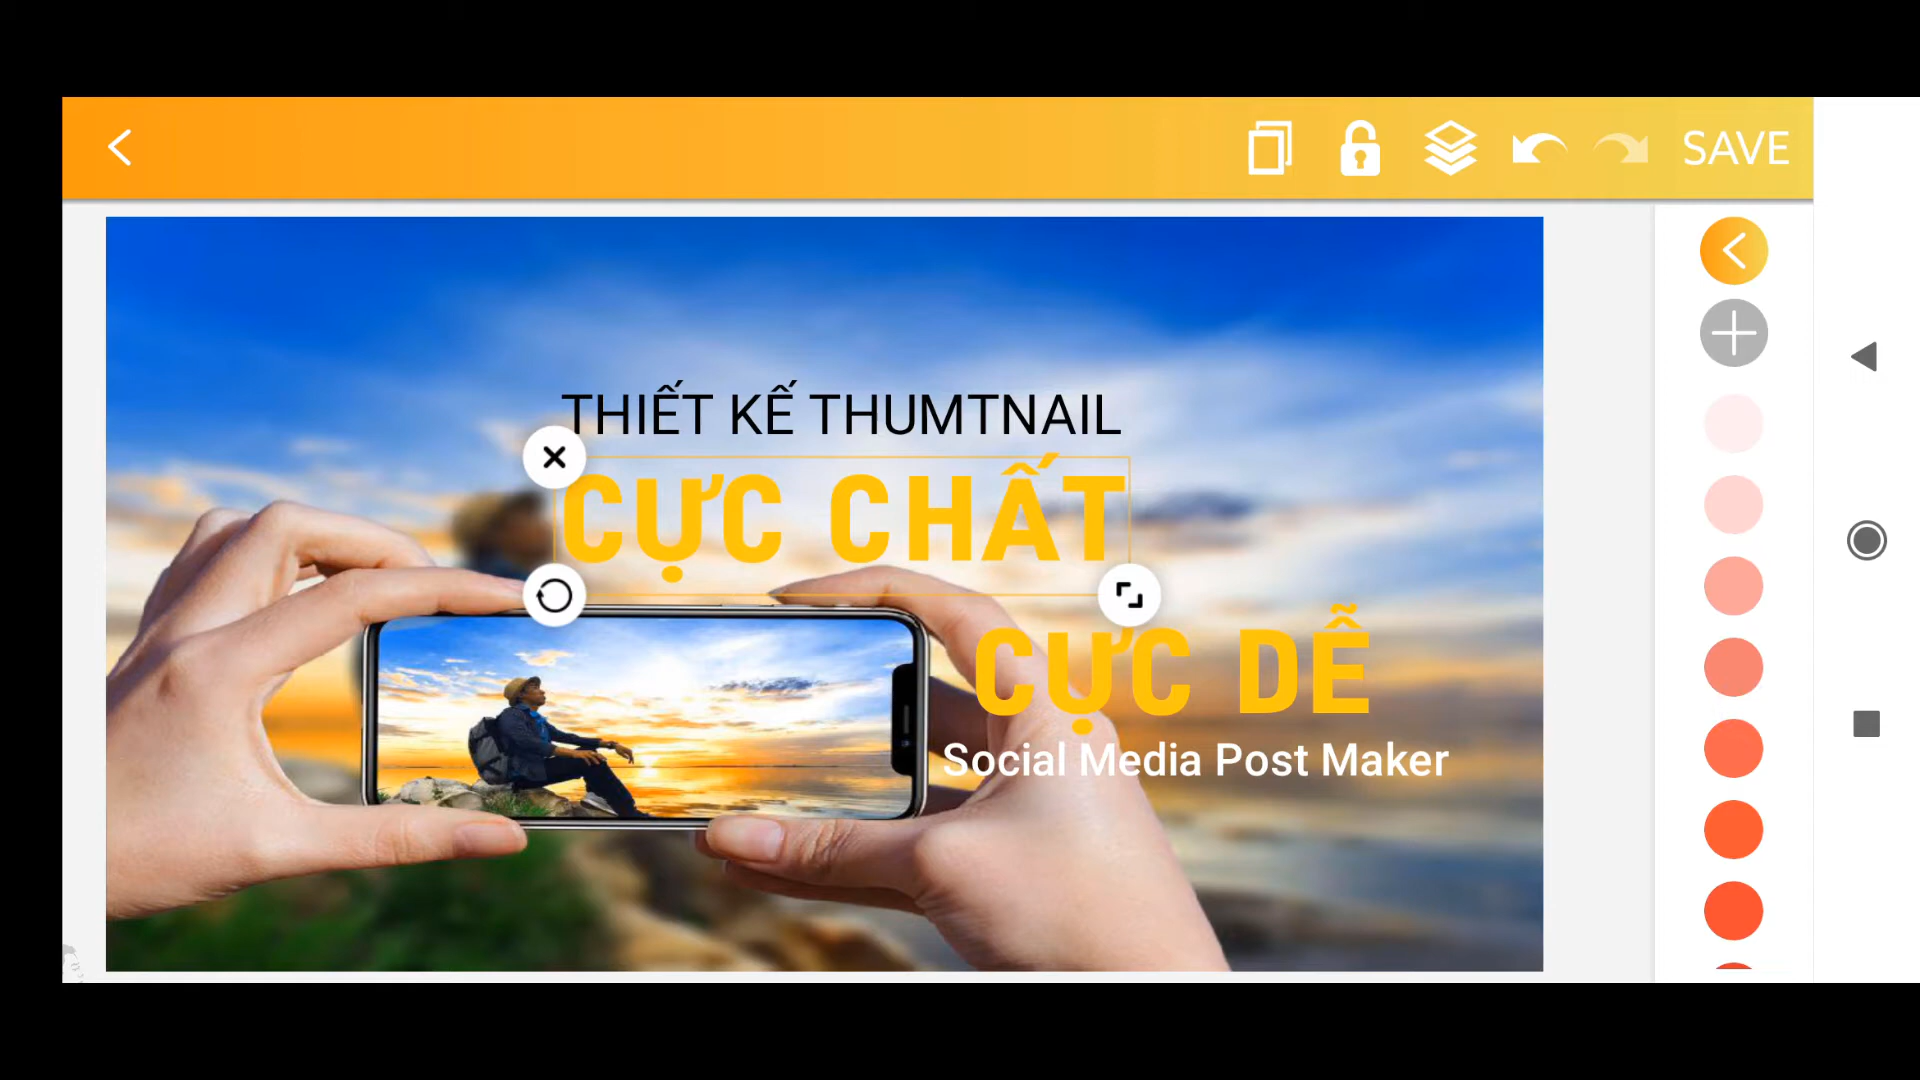 SAVE
THIẾT KẾ THUMTNAIL
CỰC CHẤT
CỰC DỄ
Social Media Post Maker